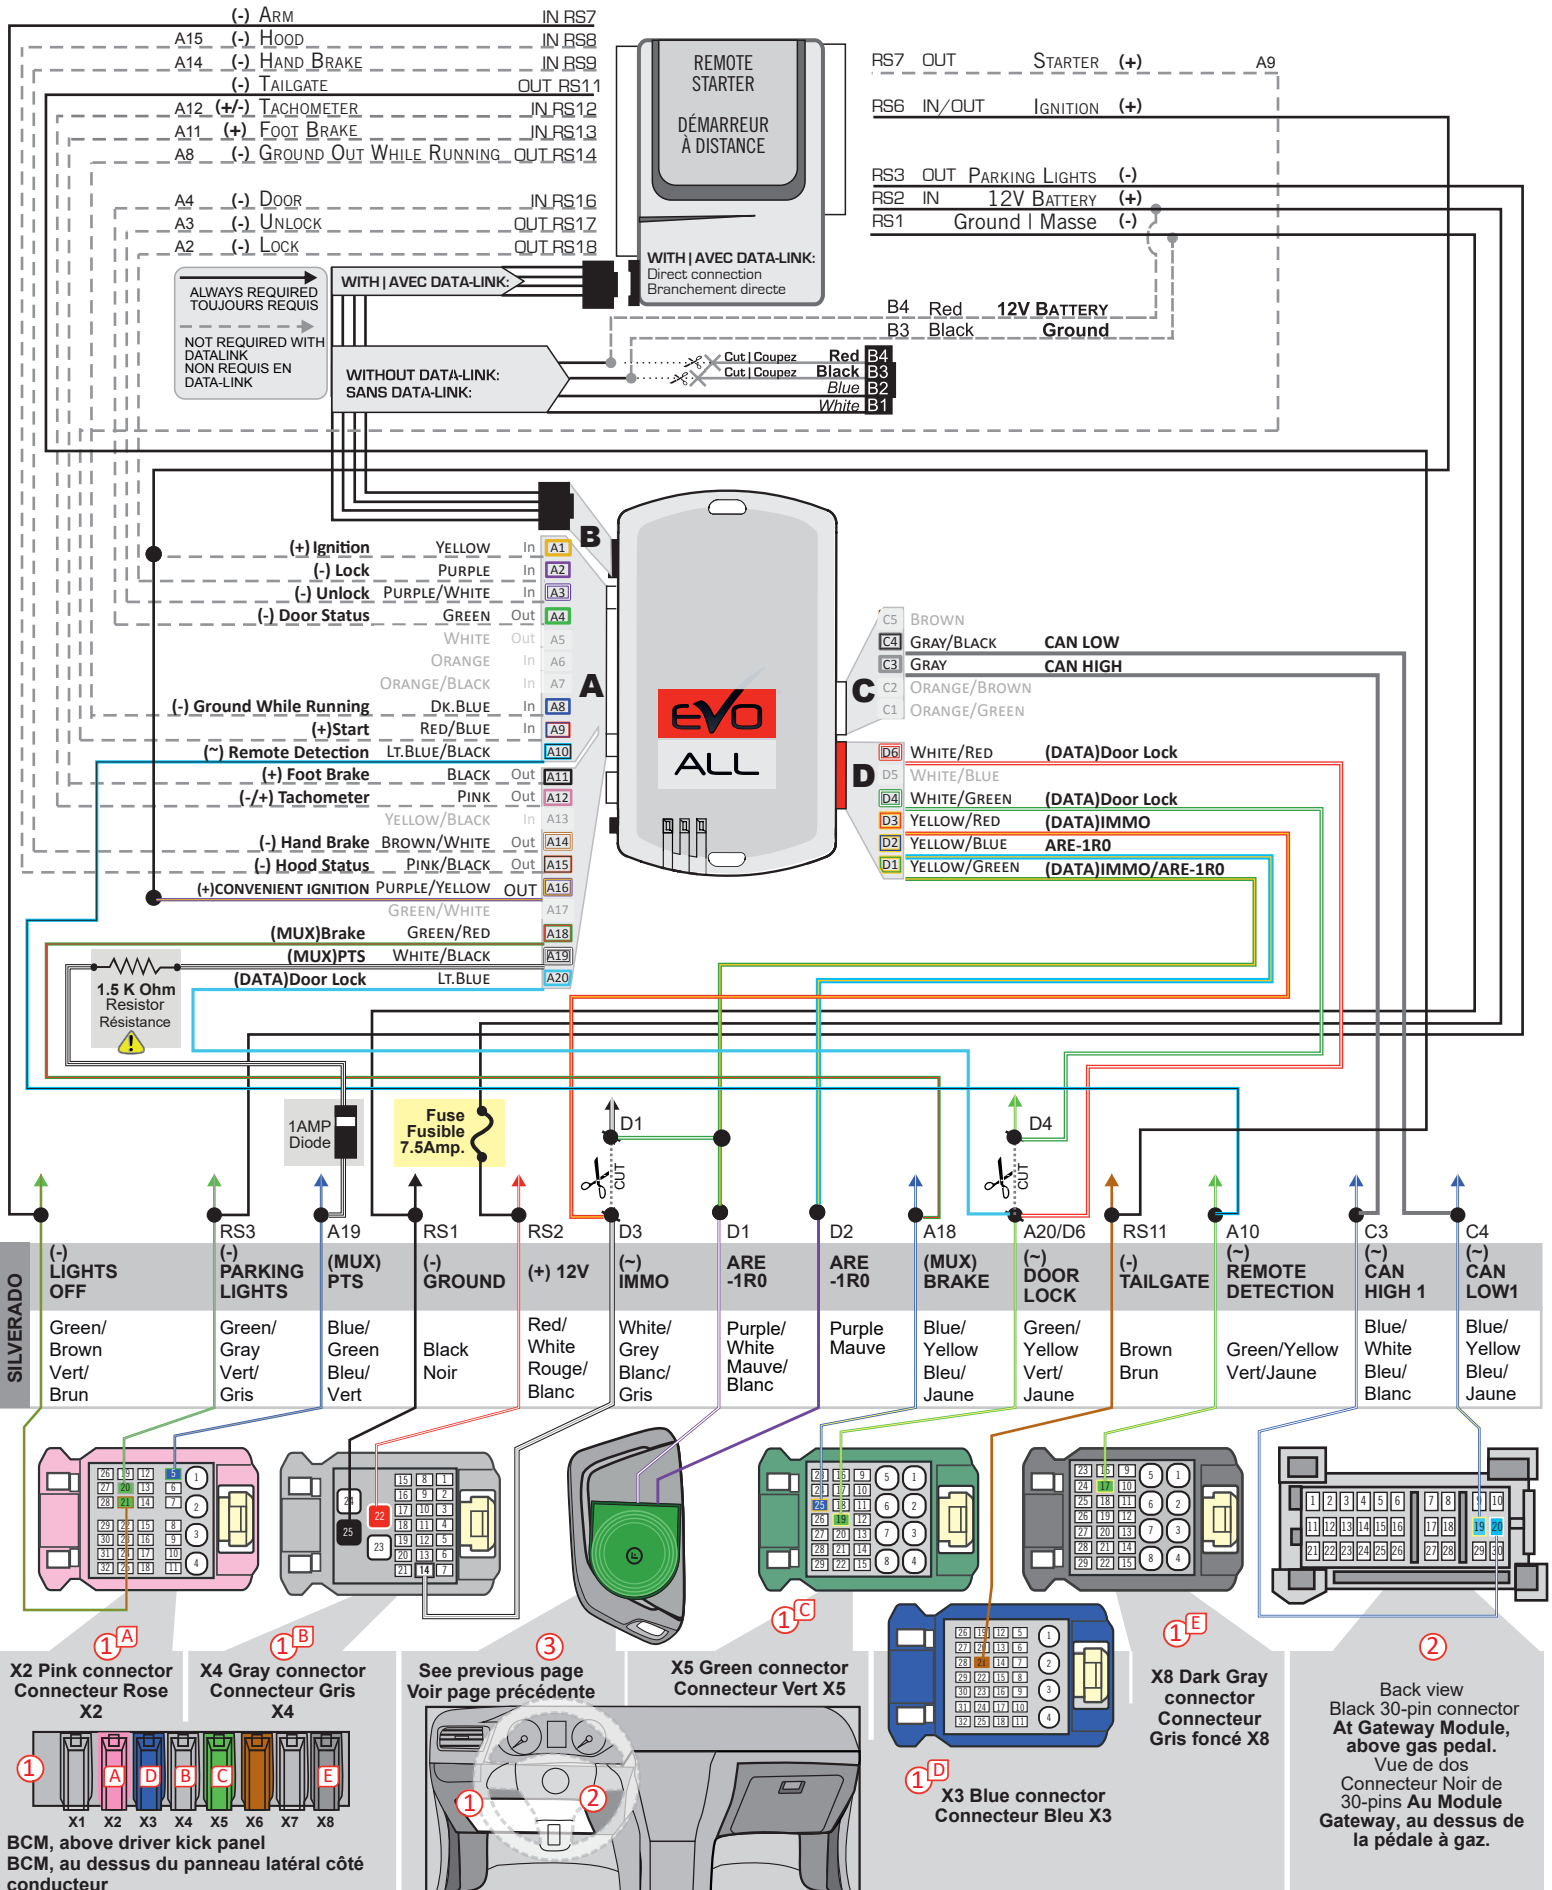 (-) ARM IN RS7
A15 (-) HOOD IN RS8
A14 (-) HAND BRAKE IN RS9
(-) TAILGATE OUT RS11
A12 (+/-) TACHOMETER IN RS12
A11 (+) FOOT BRAKE IN RS13
A8 (-) GROUND OUT WHILE RUNNING OUT RS14
A4 (-) DOOR IN RS16
A3 (-) UNLOCK OUT RS17
A2 (-) LOCK OUT RS18
REMOTE
STARTER
DÉMARREUR
À DISTANCE
WITH | AVEC DATA-LINK:
Direct connection
Branchement directe
RS7 OUT STARTER (+) A9
RS6 IN/OUT IGNITION (+)
RS3 OUT PARKING LIGHTS (-)
RS2 IN 12V BATTERY (+)
RS1 Ground | Masse (-)
ALWAYS REQUIRED
TOUJOURS REQUIS
NOT REQUIRED WITH
DATALINK
NON REQUIS EN
DATA-LINK
WITH | AVEC DATA-LINK:
WITHOUT DATA-LINK:
SANS DATA-LINK:
B4 Red 12V BATTERY
B3 Black Ground
Cut | Coupez Red B4
Cut | Coupez Black B3
Blue B2
White B1
B
A
C
D
EVO
ALL
(+) Ignition YELLOW In A1
(-) Lock PURPLE In A2
(-) Unlock PURPLE/WHITE In A3
(-) Door Status GREEN Out A4
WHITE Out A5
ORANGE In A6
ORANGE/BLACK In A7
(-) Ground While Running DK.BLUE In A8
(+)Start RED/BLUE In A9
(~) Remote Detection LT.BLUE/BLACK A10
(+) Foot Brake BLACK Out A11
(-/+) Tachometer PINK Out A12
YELLOW/BLACK In A13
(-) Hand Brake BROWN/WHITE Out A14
(-) Hood Status PINK/BLACK Out A15
(+)CONVENIENT IGNITION PURPLE/YELLOW OUT A16
GREEN/WHITE A17
(MUX)Brake GREEN/RED A18
(MUX)PTS WHITE/BLACK A19
(DATA)Door Lock LT.BLUE A20
C5 BROWN
C4 GRAY/BLACK CAN LOW
C3 GRAY CAN HIGH
C2 ORANGE/BROWN
C1 ORANGE/GREEN
D6 WHITE/RED (DATA)Door Lock
D5 WHITE/BLUE
D4 WHITE/GREEN (DATA)Door Lock
D3 YELLOW/RED (DATA)IMMO
D2 YELLOW/BLUE ARE-1R0
D1 YELLOW/GREEN (DATA)IMMO/ARE-1R0
1.5 K Ohm
Resistor
Résistance
1AMP
Diode
Fuse
Fusible
7.5Amp.
D1
CUT
D4
CUT
RS3 A19 RS1 RS2 D3 D1 D2 A18 A20/D6 RS11 A10 C3 C4
SILVERADO
(-)
LIGHTS
OFF
(-)
PARKING
LIGHTS
(MUX)
PTS
(-)
GROUND
(+) 12V
(~)
IMMO
ARE
-1R0
ARE
-1R0
(MUX)
BRAKE
(~)
DOOR
LOCK
(-)
TAILGATE
(~)
REMOTE
DETECTION
(~)
CAN
HIGH 1
(~)
CAN
LOW1
Green/
Brown
Vert/
Brun
Green/
Gray
Vert/
Gris
Blue/
Green
Bleu/
Vert
Black
Noir
Red/
White
Rouge/
Blanc
White/
Grey
Blanc/
Gris
Purple/
White
Mauve/
Blanc
Purple
Mauve
Blue/
Yellow
Bleu/
Jaune
Green/
Yellow
Vert/
Jaune
Brown
Brun
Green/Yellow
Vert/Jaune
Blue/
White
Bleu/
Blanc
Blue/
Yellow
Bleu/
Jaune
1 A
X2 Pink connector
Connecteur Rose
X2
1 B
X4 Gray connector
Connecteur Gris
X4
3
See previous page
Voir page précédente
1 C
X5 Green connector
Connecteur Vert X5
1 D
X3 Blue connector
Connecteur Bleu X3
1 E
X8 Dark Gray
connector
Connecteur
Gris foncé X8
2
Back view
Black 30-pin connector
At Gateway Module,
above gas pedal.
Vue de dos
Connecteur Noir de
30-pins Au Module
Gateway, au dessus de
la pédale à gaz.
1
A D B C E
X1 X2 X3 X4 X5 X6 X7 X8
BCM, above driver kick panel
BCM, au dessus du panneau latéral côté
conducteur
1
2